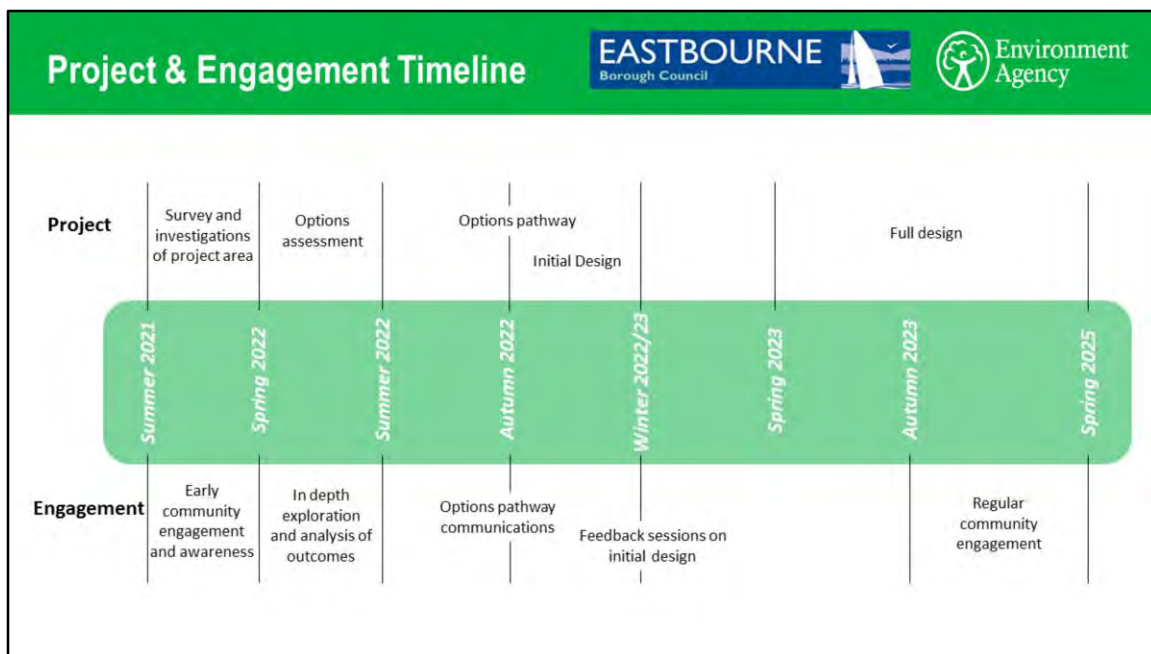 Project & Engagement Timeline
EASTBOURNE
Borough Council
Environment
Agency
Project
Survey and
investigations
of project area
Options
assessment
Options pathway
Initial Design
Full design
Summer 2021
Spring 2022
Summer 2022
Autumn 2022
Winter 2022/23
Spring 2023
Autumn 2023
Spring 2025
Engagement
Early
community
engagement
and awareness
In depth
exploration
and analysis of
outcomes
Options pathway
communications
Feedback sessions on
initial design
Regular
community
engagement